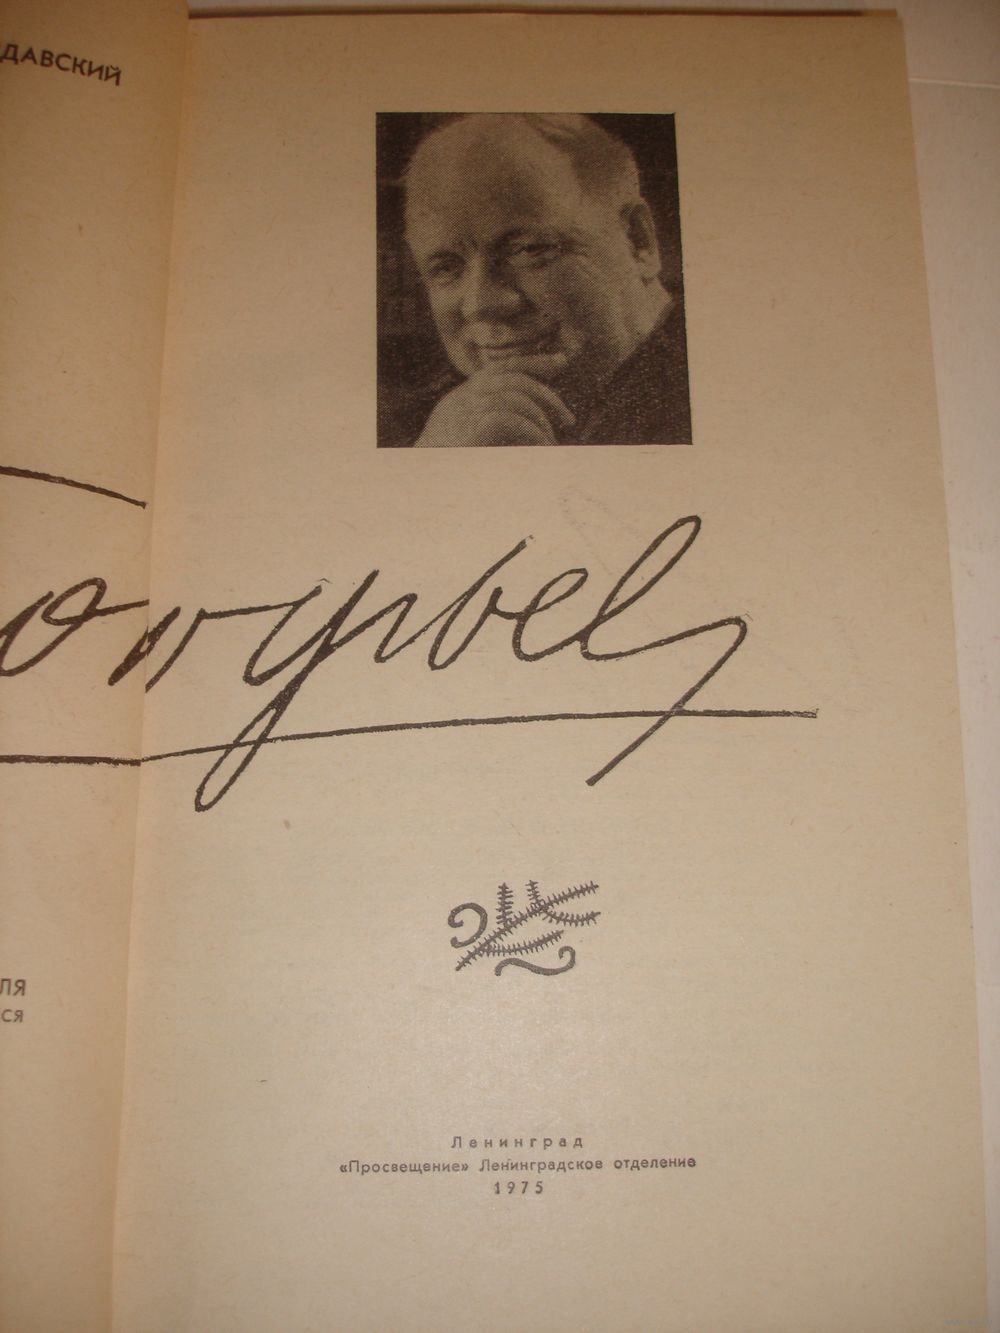 ДАВСКИЙ
ЛЯ
СЯ
Ленинград
«Просвещение» Ленинградское отделение
1975